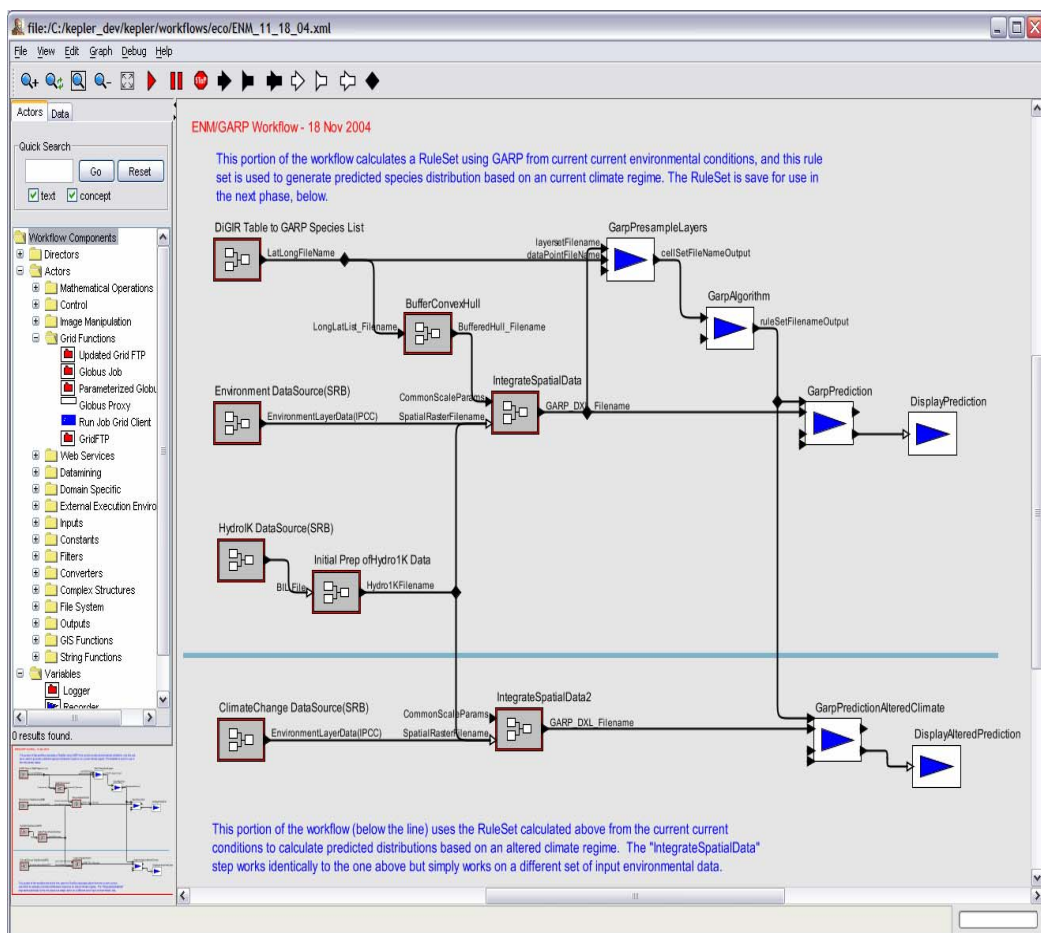 file:/C:/kepler_dev/kepler/workflows/eco/ENM_11_18_04.xml
File View Edit Graph Debug Help
STOP
Actors Data
Quick Search
Go Reset
text concept
Workflow Components
Directors
Actors
Mathematical Operations
Control
Image Manipulation
Grid Functions
Updated Grid FTP
Globus Job
Parameterized Globu
Globus Proxy
Run Job Grid Client
GridFTP
Web Services
Datamining
Domain Specific
External Execution Enviro
Inputs
Constants
Filters
Converters
Complex Structures
File System
Outputs
GIS Functions
String Functions
Variables
Logger
Recorder
0 results found.
ENM/GARP Workflow - 18 Nov 2004
This portion of the workflow calculates a RuleSet using GARP from current current environmental conditions, and this rule
set is used to generate predicted species distribution based on an current climate regime. The RuleSet is save for use in
the next phase, below.
DiGIR Table to GARP Species List
LatLongFileName
GarpPresampleLayers
layersetFilename
dataPointFileName
cellSetFileNameOutput
GarpAlgorithm
ruleSetFilenameOutput
BufferConvexHull
LongLatList_Filename
BufferedHull_Filename
IntegrateSpatialData
Environment DataSource(SRB)
EnvironmentLayerData(IPCC)
CommonScaleParams
SpatialRasterFilename
GARP_DXL_Filename
GarpPrediction
DisplayPrediction
HydrolK DataSource(SRB)
BIL_File
Initial Prep ofHydro1K Data
Hydro1KFilename
ClimateChange DataSource(SRB)
EnvironmentLayerData(IPCC)
IntegrateSpatialData2
CommonScaleParams
SpatialRasterFilename
GARP_DXL_Filename
GarpPredictionAlteredClimate
DisplayAlteredPrediction
This portion of the workflow (below the line) uses the RuleSet calculated above from the current current
conditions to calculate predicted distributions based on an altered climate regime. The "IntegrateSpatialData"
step works identically to the one above but simply works on a different set of input environmental data.